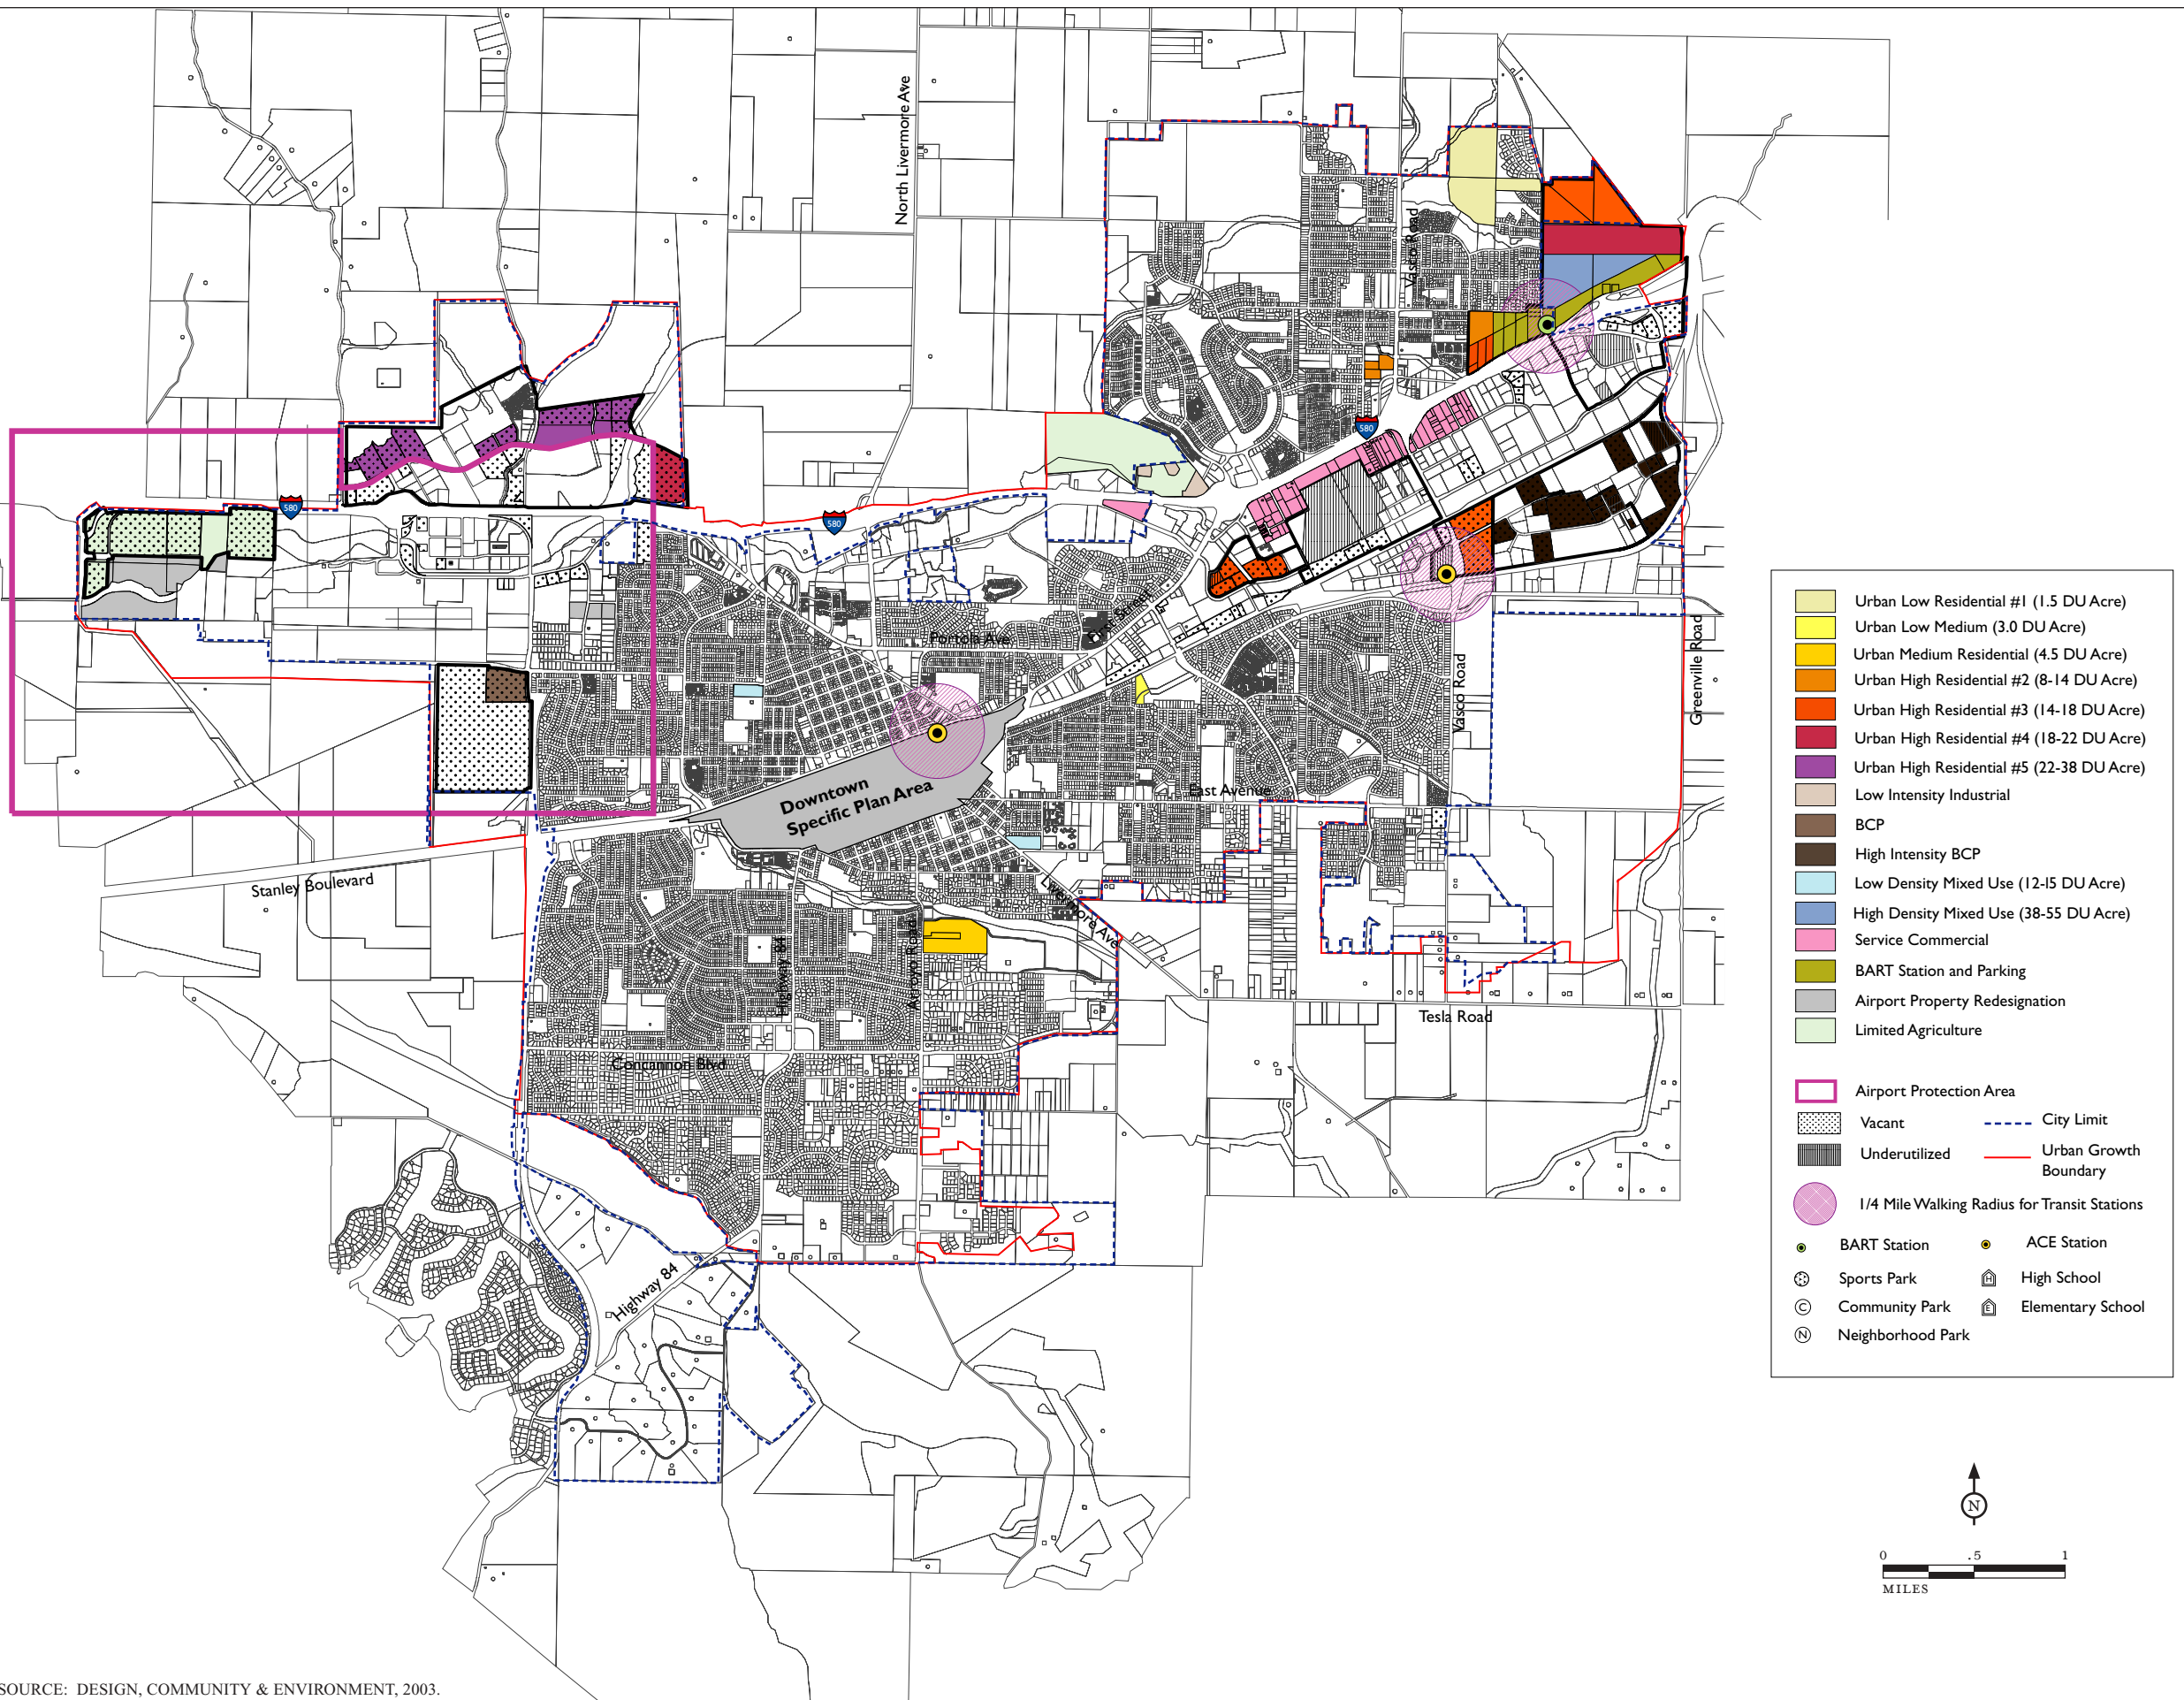 North Livermore Ave
Vasco Road
580
580
580
580
First Street
Portola Ave
Vasco Road
Greenville Road
Downtown
Specific Plan Area
East Avenue
Stanley Boulevard
Livermore Ave
Highway 84
Arroyo Road
Tesla Road
Concannon Blvd
Highway 84
Urban Low Residential #1 (1.5 DU Acre)
Urban Low Medium (3.0 DU Acre)
Urban Medium Residential (4.5 DU Acre)
Urban High Residential #2 (8-14 DU Acre)
Urban High Residential #3 (14-18 DU Acre)
Urban High Residential #4 (18-22 DU Acre)
Urban High Residential #5 (22-38 DU Acre)
Low Intensity Industrial
BCP
High Intensity BCP
Low Density Mixed Use (12-15 DU Acre)
High Density Mixed Use (38-55 DU Acre)
Service Commercial
BART Station and Parking
Airport Property Redesignation
Limited Agriculture
Airport Protection Area
Vacant
City Limit
Underutilized
Urban Growth
Boundary
1/4 Mile Walking Radius for Transit Stations
BART Station
ACE Station
Sports Park
H High School
C Community Park
E Elementary School
N Neighborhood Park
N
0 .5 1
MILES
SOURCE: DESIGN, COMMUNITY & ENVIRONMENT, 2003.